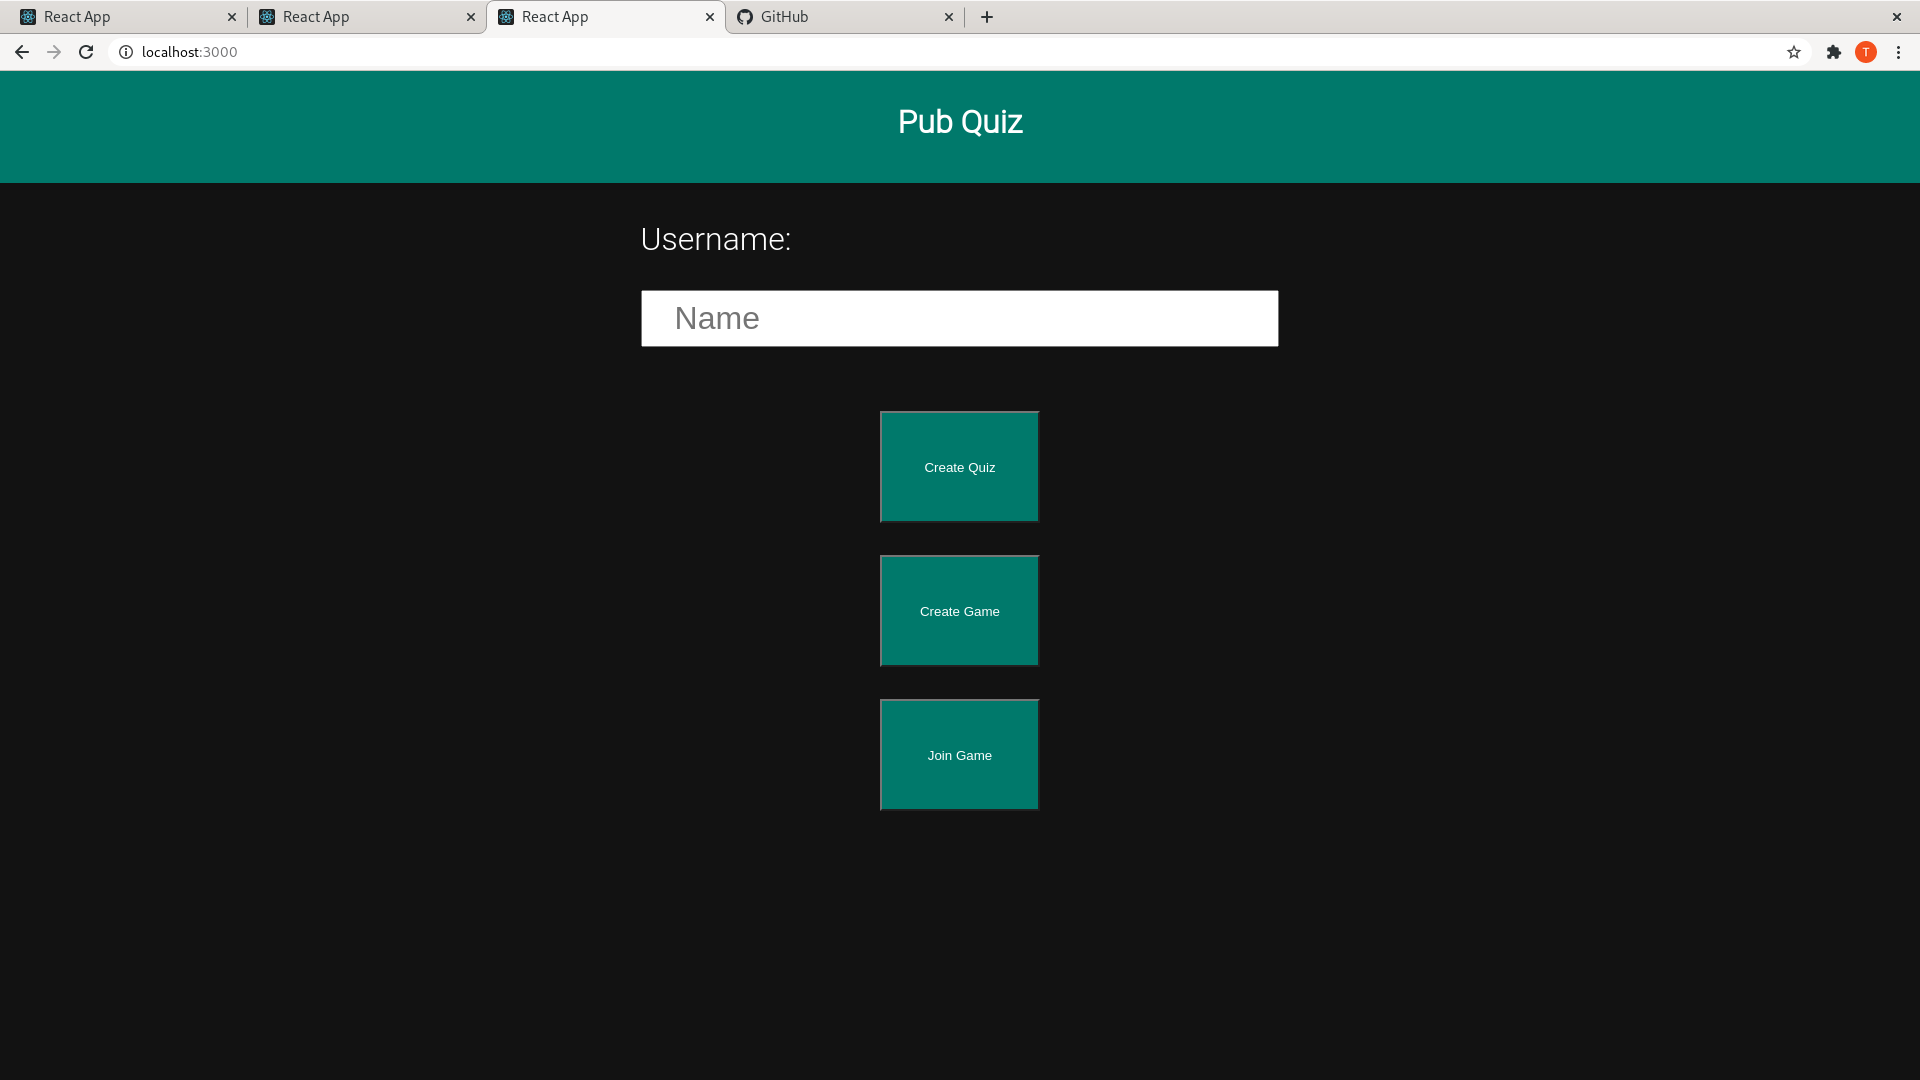 React App
React App
React App
GitHub
localhost:3000
T
Pub Quiz
Username:
Name
Create Quiz
Create Game
Join Game